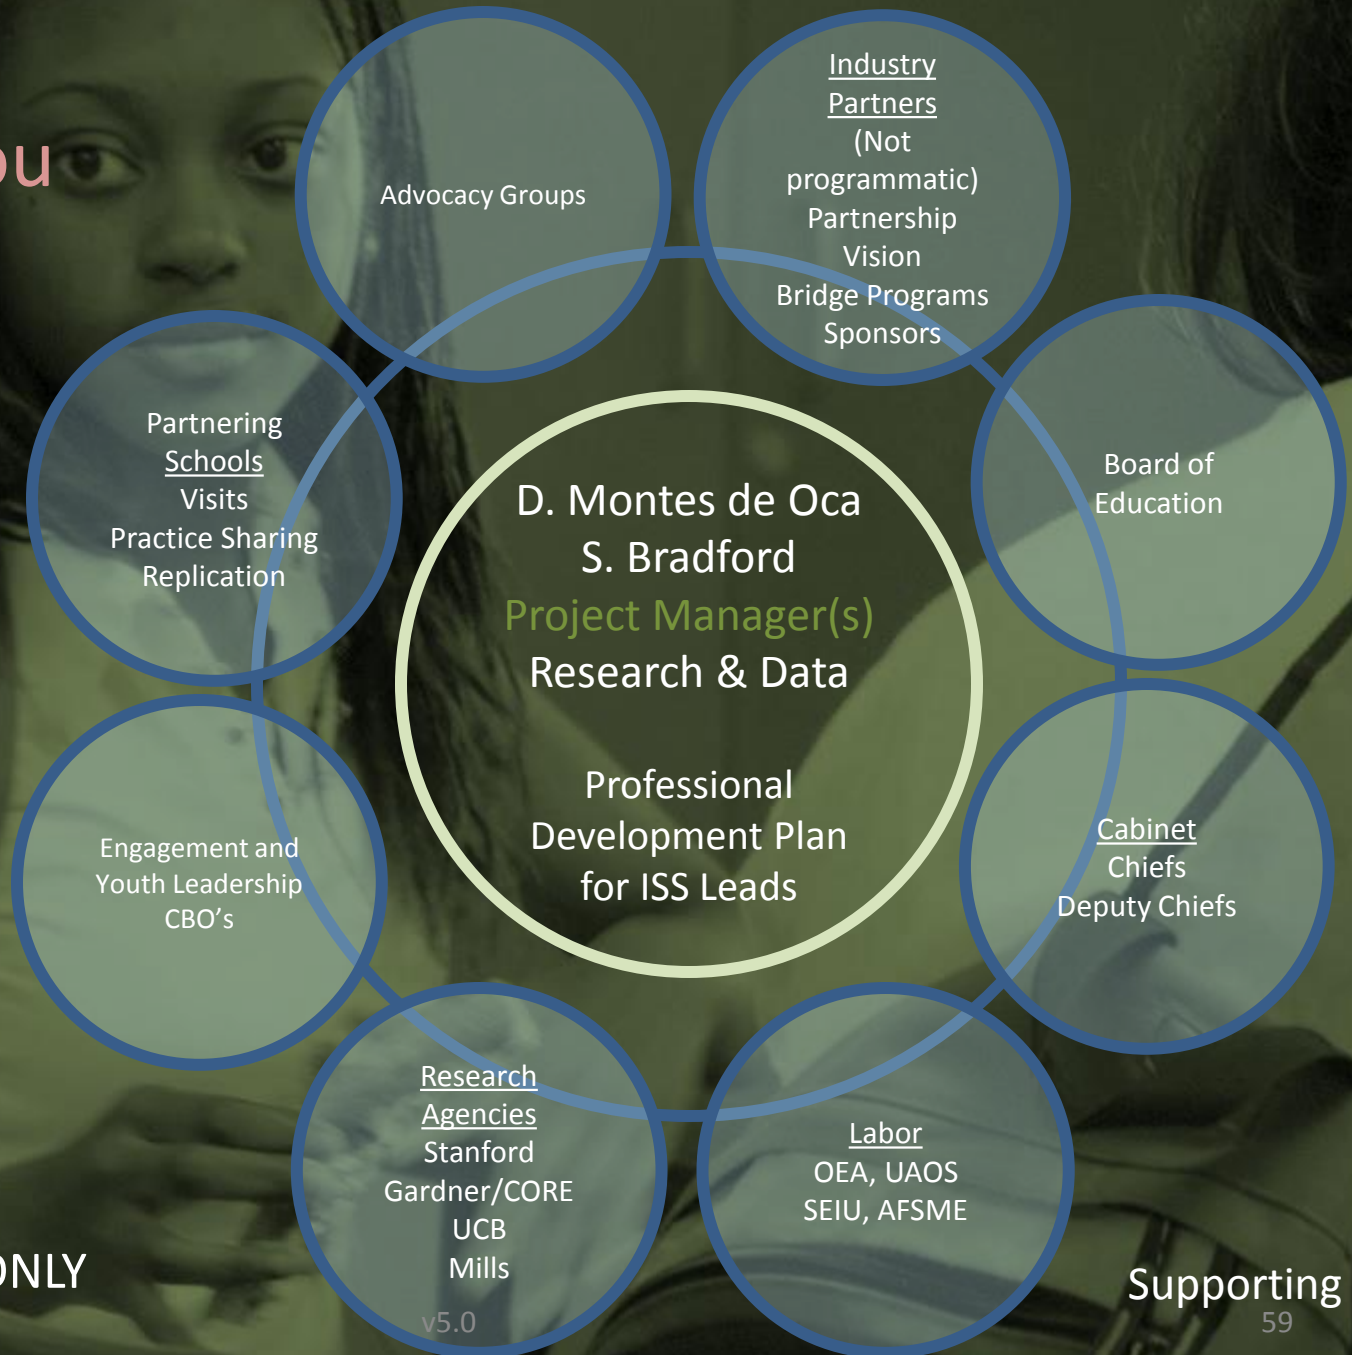 ou
Advocacy Groups
Industry
Partners
(Not
programmatic)
Partnership
Vision
Bridge Programs
Sponsors
Partnering
Schools
Visits
Practice Sharing
Replication
Board of
Education
D. Montes de Oca
S. Bradford
Project Manager(s)
Research & Data
Professional
Development Plan
for ISS Leads
Engagement and
Youth Leadership
CBO's
Cabinet
Chiefs
Deputy Chiefs
Research
Agencies
Stanford
Gardner/CORE
UCB
Mills
Labor
OEA, UAOS
SEIU, AFSME
ONLY
Supporting
v5.0
59